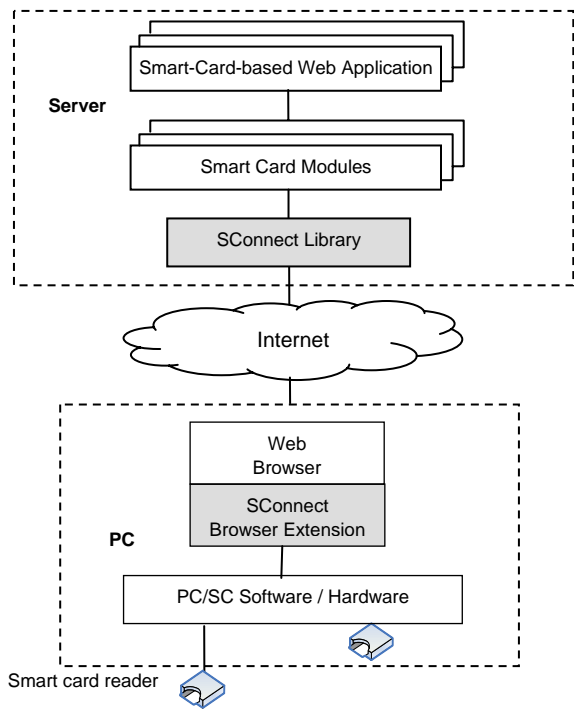 Smart-Card-based Web Application
Server
Smart Card Modules
SConnect Library
Internet
Web
Browser
SConnect
Browser Extension
PC
PC/SC Software / Hardware
Smart card reader